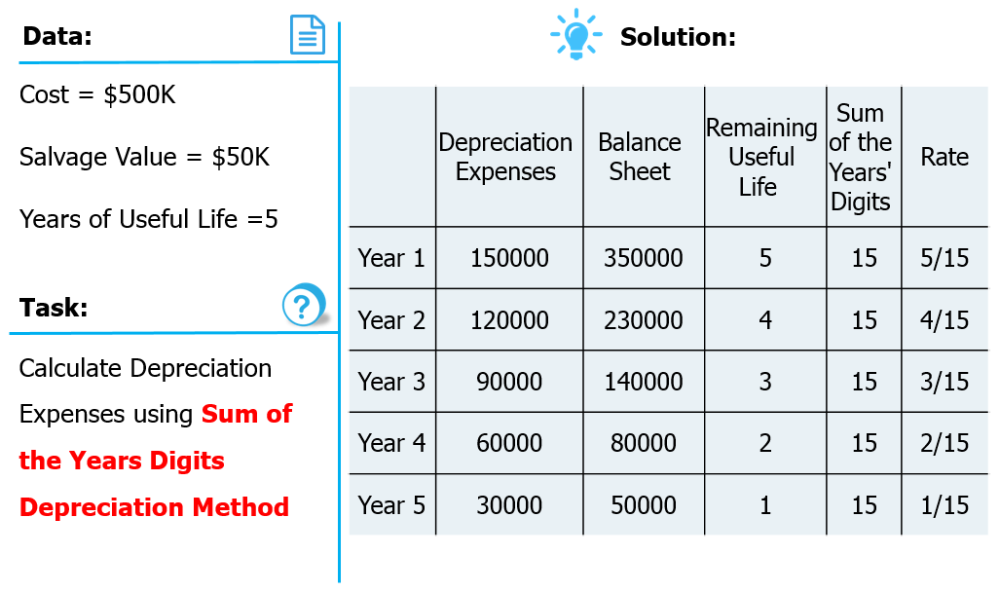 Data:
Cost = $500K
Salvage Value = $50K
Years of Useful Life =5
Task:
?
Calculate Depreciation
Expenses using Sum of
the Years Digits
Depreciation Method
Solution:
Depreciation Expenses Balance Sheet Remaining Useful Life Sum of the Years' Digits Rate
Year 1 150000 350000 5 15 5/15
Year 2 120000 230000 4 15 4/15
Year 3 90000 140000 3 15 3/15
Year 4 60000 80000 2 15 2/15
Year 5 30000 50000 1 15 1/15